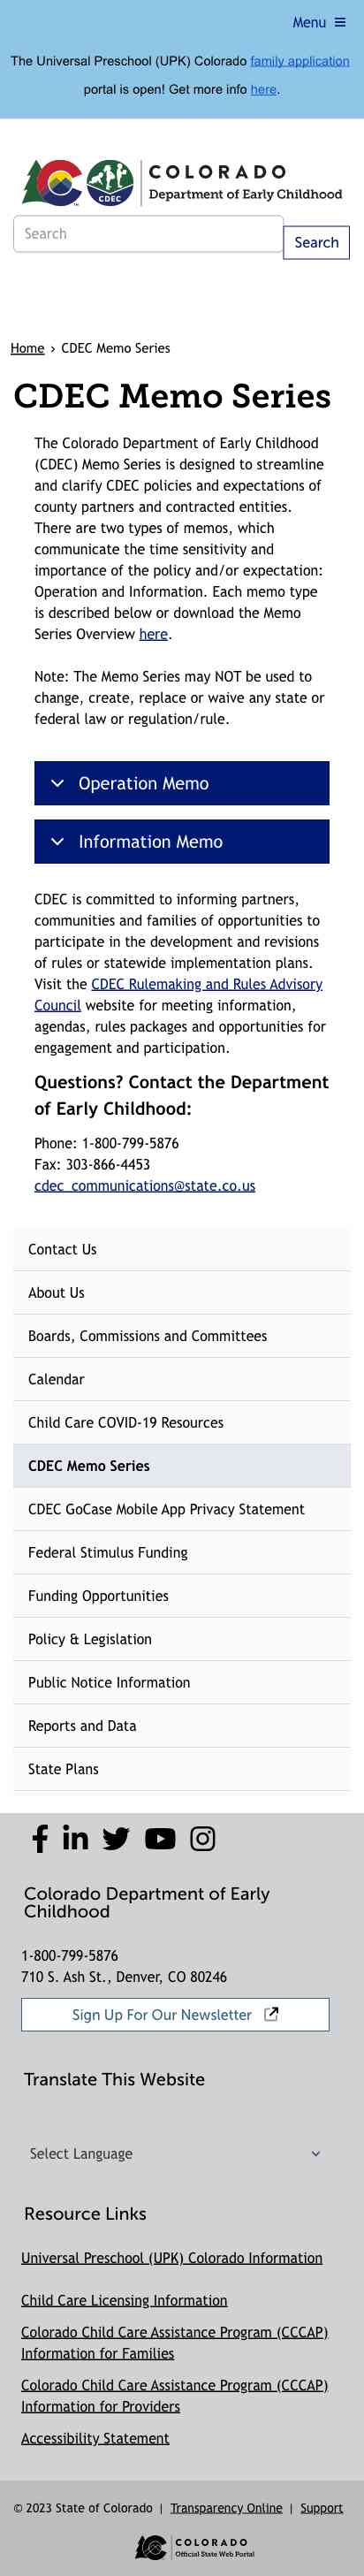 Menu
The Universal Preschool (UPK) Colorado family application
portal is open! Get more info here.
CDEC
COLORADO
Department of Early Childhood
Search
Search
Home › CDEC Memo Series
CDEC Memo Series
The Colorado Department of Early Childhood
(CDEC) Memo Series is designed to streamline
and clarify CDEC policies and expectations of
county partners and contracted entities.
There are two types of memos, which
communicate the time sensitivity and
importance of the policy and/or expectation:
Operation and Information. Each memo type
is described below or download the Memo
Series Overview here.
Note: The Memo Series may NOT be used to
change, create, replace or waive any state or
federal law or regulation/rule.
Operation Memo
Information Memo
CDEC is committed to informing partners,
communities and families of opportunities to
participate in the development and revisions
of rules or statewide implementation plans.
Visit the CDEC Rulemaking and Rules Advisory
Council website for meeting information,
agendas, rules packages and opportunities for
engagement and participation.
Questions? Contact the Department
of Early Childhood:
Phone: 1-800-799-5876
Fax: 303-866-4453
cdec_communications@state.co.us
Contact Us
About Us
Boards, Commissions and Committees
Calendar
Child Care COVID-19 Resources
CDEC Memo Series
CDEC GoCase Mobile App Privacy Statement
Federal Stimulus Funding
Funding Opportunities
Policy & Legislation
Public Notice Information
Reports and Data
State Plans
Colorado Department of Early
Childhood
1-800-799-5876
710 S. Ash St., Denver, CO 80246
Sign Up For Our Newsletter
Translate This Website
Select Language
Resource Links
Universal Preschool (UPK) Colorado Information
Child Care Licensing Information
Colorado Child Care Assistance Program (CCCAP)
Information for Families
Colorado Child Care Assistance Program (CCCAP)
Information for Providers
Accessibility Statement
© 2023 State of Colorado | Transparency Online | Support
COLORADO
Official State Web Portal